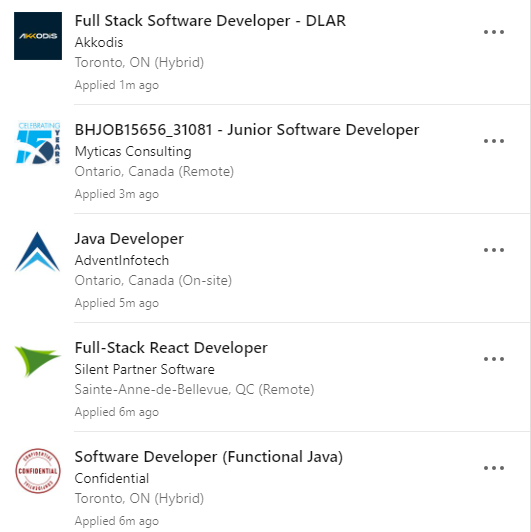 AKKODIS
Full Stack Software Developer - DLAR
Akkodis
Toronto, ON (Hybrid)
Applied 1m ago
CELEBRATING
15
YEARS
BHJOB15656_31081 - Junior Software Developer
Myticas Consulting
Ontario, Canada (Remote)
Applied 3m ago
Java Developer
AdventInfotech
Ontario, Canada (On-site)
Applied 5m ago
Full-Stack React Developer
Silent Partner Software
Sainte-Anne-de-Bellevue, QC (Remote)
Applied 6m ago
CONFIDENTIAL
Software Developer (Functional Java)
Confidential
Toronto, ON (Hybrid)
Applied 6m ago